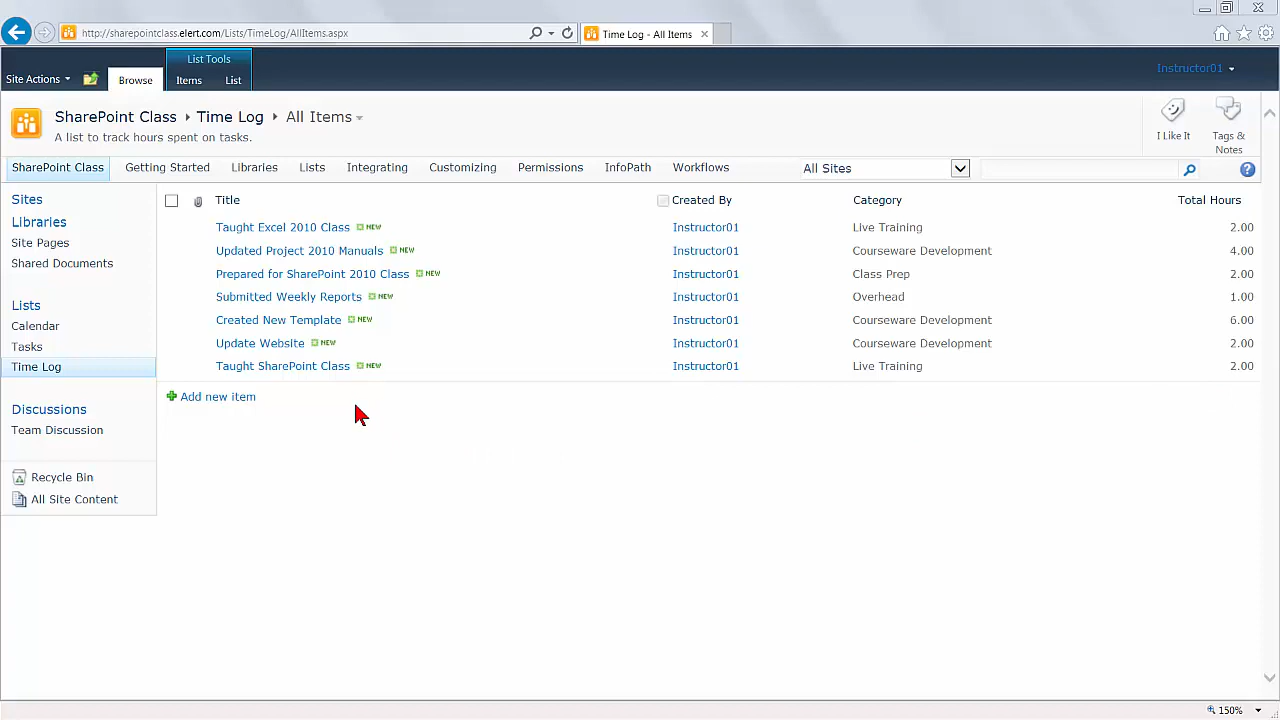 http://sharepointclass.elert.com/Lists/TimeLog/AllItems.aspx
Time Log - All Items
List Tools
Site Actions
Browse
Items
List
Instructor01
SharePoint Class
Time Log
All Items
A list to track hours spent on tasks.
I Like It
Tags & Notes
SharePoint Class
Getting Started
Libraries
Lists
Integrating
Customizing
Permissions
InfoPath
Workflows
All Sites
Sites
Libraries
Site Pages
Shared Documents
Lists
Calendar
Tasks
Time Log
Discussions
Team Discussion
Recycle Bin
All Site Content
Title Created By Category Total Hours
Taught Excel 2010 Class NEW Instructor01 Live Training 2.00
Updated Project 2010 Manuals NEW Instructor01 Courseware Development 4.00
Prepared for SharePoint 2010 Class NEW Instructor01 Class Prep 2.00
Submitted Weekly Reports NEW Instructor01 Overhead 1.00
Created New Template NEW Instructor01 Courseware Development 6.00
Update Website NEW Instructor01 Courseware Development 2.00
Taught SharePoint Class NEW Instructor01 Live Training 2.00
Add new item
150%